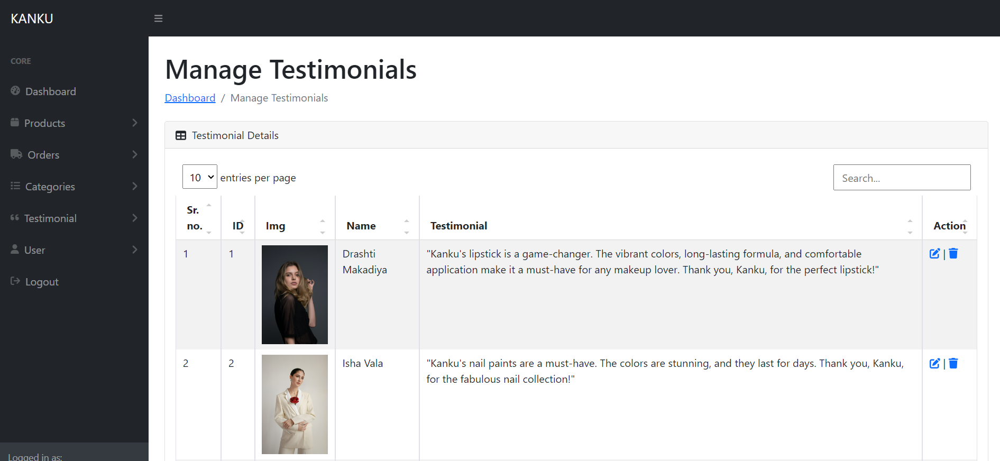 KANKU
CORE
Dashboard
Products
Orders
Categories
Testimonial
User
Logout
Logged in as:
Manage Testimonials
Dashboard / Manage Testimonials
Testimonial Details
10 entries per page
Search...
Sr. no. ID Img Name Testimonial Action
1 1 Drashti Makadiya "Kanku's lipstick is a game-changer. The vibrant colors, long-lasting formula, and comfortable
application make it a must-have for any makeup lover. Thank you, Kanku, for the perfect lipstick!" |
2 2 Isha Vala "Kanku's nail paints are a must-have. The colors are stunning, and they last for days. Thank you, Kanku,
for the fabulous nail collection!" |